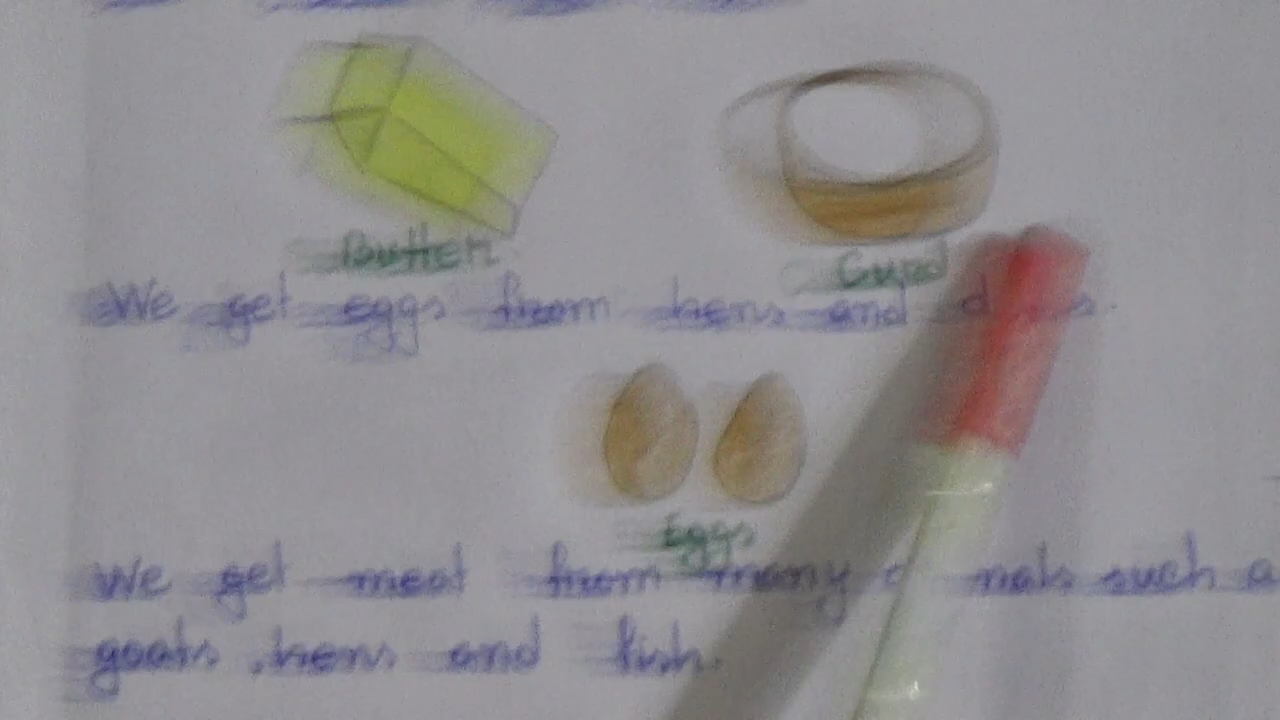 Butter Curd
We get eggs from hens and
Eggs
We get meat from many such
goats, hens and fish.